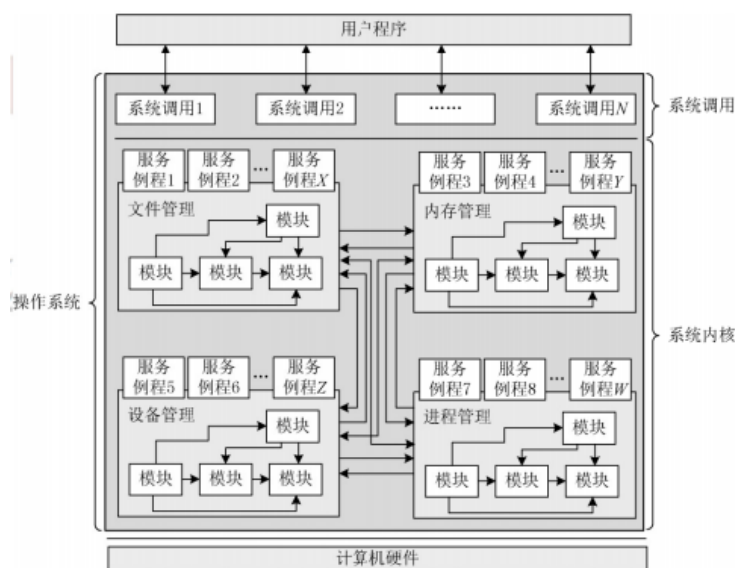 用户程序
系统调用1 系统调用2 …… 系统调用N
系统调用
服务例程1 服务例程2 … 服务例程X
文件管理
模块
模块 模块 模块
服务例程3 服务例程4 … 服务例程Y
内存管理
模块
模块 模块 模块
操作系统
系统内核
服务例程5 服务例程6 … 服务例程Z
设备管理
模块
模块 模块 模块
服务例程7 服务例程8 … 服务例程W
进程管理
模块
模块 模块 模块
计算机硬件